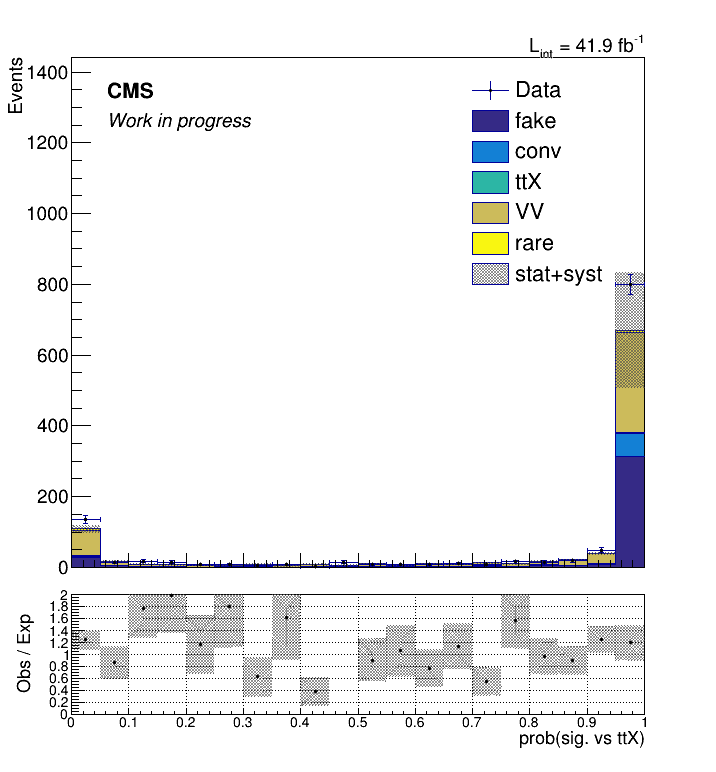 L_int = 41.9 fb^-1
Events
1400
1200
1000
800
600
400
200
0
CMS
Work in progress
Data
fake
conv
ttX
VV
rare
stat+syst
Obs / Exp
2
1.8
1.6
1.4
1.2
1
0.8
0.6
0.4
0.2
0
0 0.1 0.2 0.3 0.4 0.5 0.6 0.7 0.8 0.9 1
prob(sig. vs ttX)